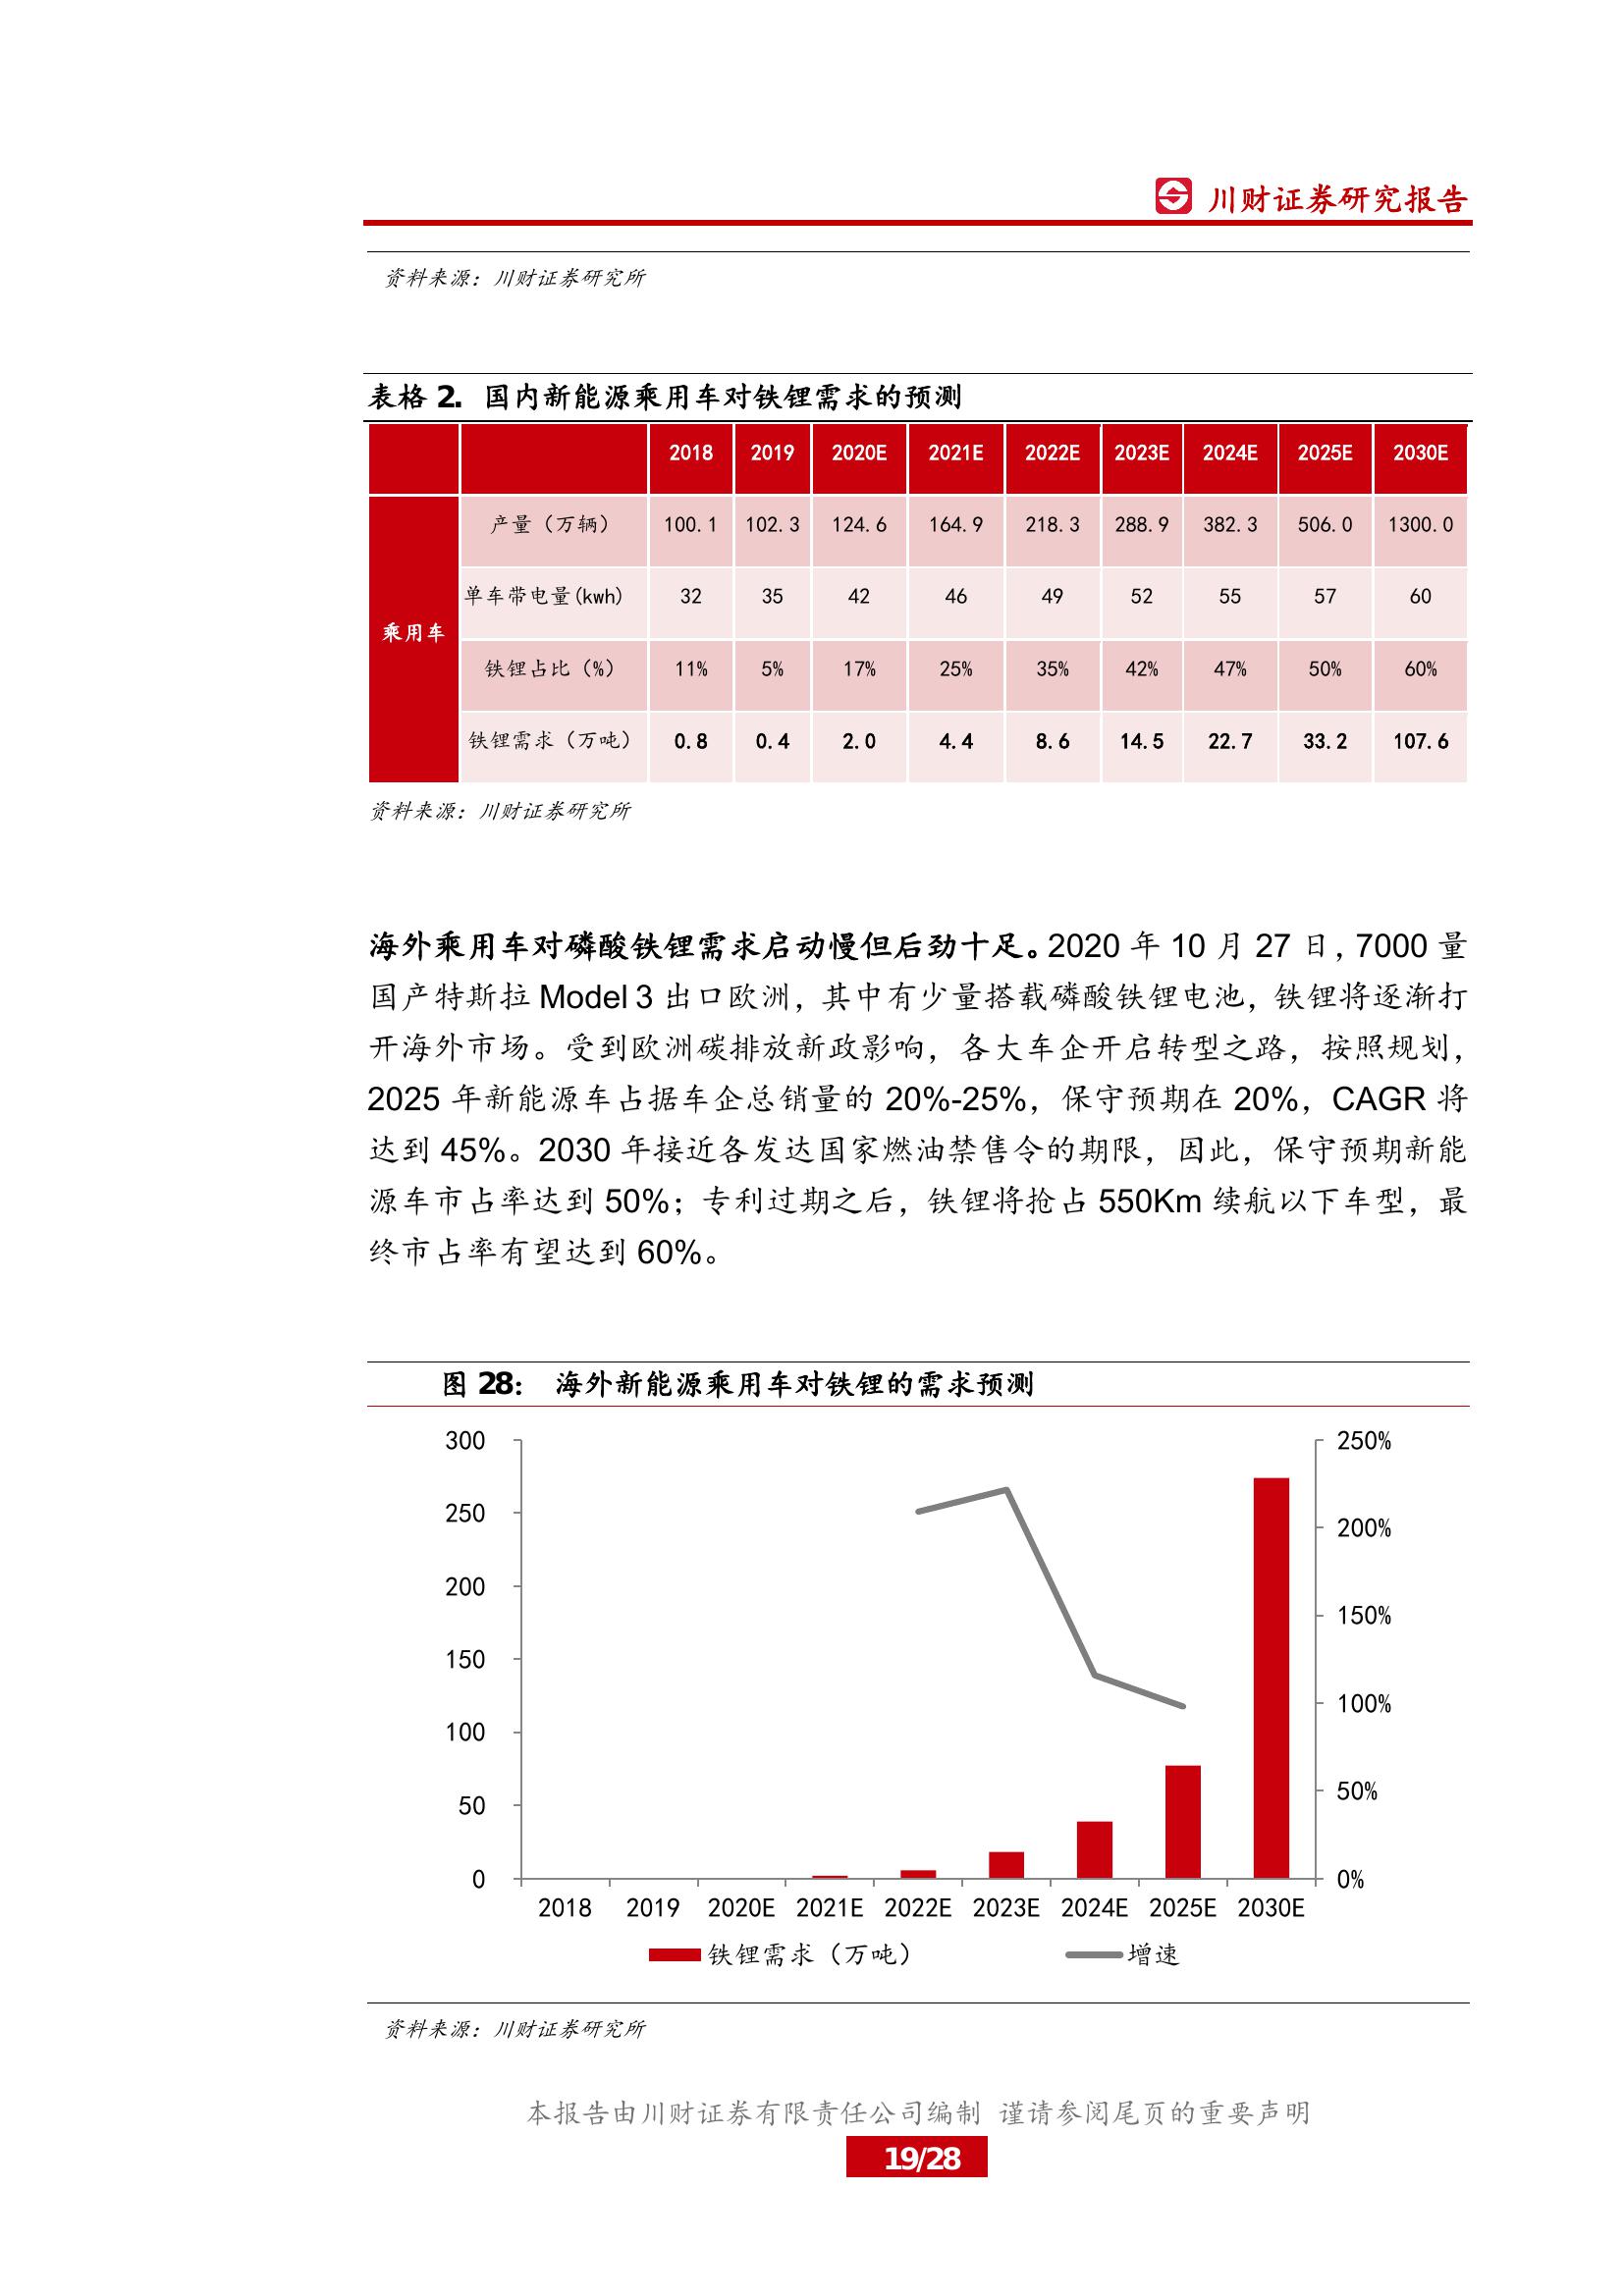 川财证券研究报告
资料来源：川财证券研究所
表格 2. 国内新能源乘用车对铁锂需求的预测
2018 2019 2020E 2021E 2022E 2023E 2024E 2025E 2030E
产量（万辆） 100.1 102.3 124.6 164.9 218.3 288.9 382.3 506.0 1300.0
单车带电量(kwh) 32 35 42 46 49 52 55 57 60
乘用车
铁锂占比（%） 11% 5% 17% 25% 35% 42% 47% 50% 60%
铁锂需求（万吨） 0.8 0.4 2.0 4.4 8.6 14.5 22.7 33.2 107.6
资料来源：川财证券研究所
海外乘用车对磷酸铁锂需求启动慢但后劲十足。2020 年 10 月 27 日，7000 量
国产特斯拉 Model 3 出口欧洲，其中有少量搭载磷酸铁锂电池，铁锂将逐渐打
开海外市场。受到欧洲碳排放新政影响，各大车企开启转型之路，按照规划，
2025 年新能源车占据车企总销量的 20%-25%，保守预期在 20%，CAGR 将
达到 45%。2030 年接近各发达国家燃油禁售令的期限，因此，保守预期新能
源车市占率达到 50%；专利过期之后，铁锂将抢占 550Km 续航以下车型，最
终市占率有望达到 60%。
图 28： 海外新能源乘用车对铁锂的需求预测
300 250%
250 200%
200 150%
150 100%
100 50%
50 0%
0
2018 2019 2020E 2021E 2022E 2023E 2024E 2025E 2030E
铁锂需求（万吨） 增速
资料来源：川财证券研究所
本报告由川财证券有限责任公司编制 谨请参阅尾页的重要声明
19/28